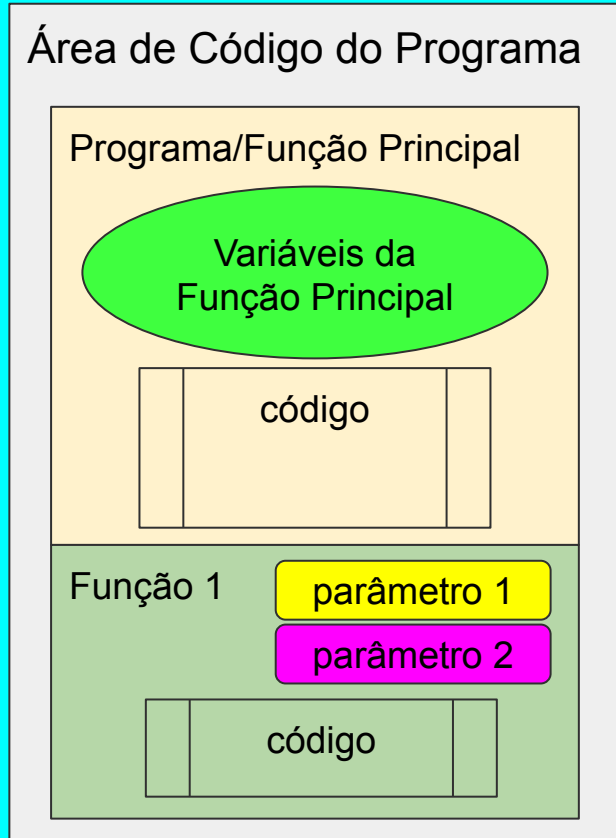 Área de Código do Programa
Programa/Função Principal
Variáveis da
Função Principal
código
Função 1
parâmetro 1
parâmetro 2
código